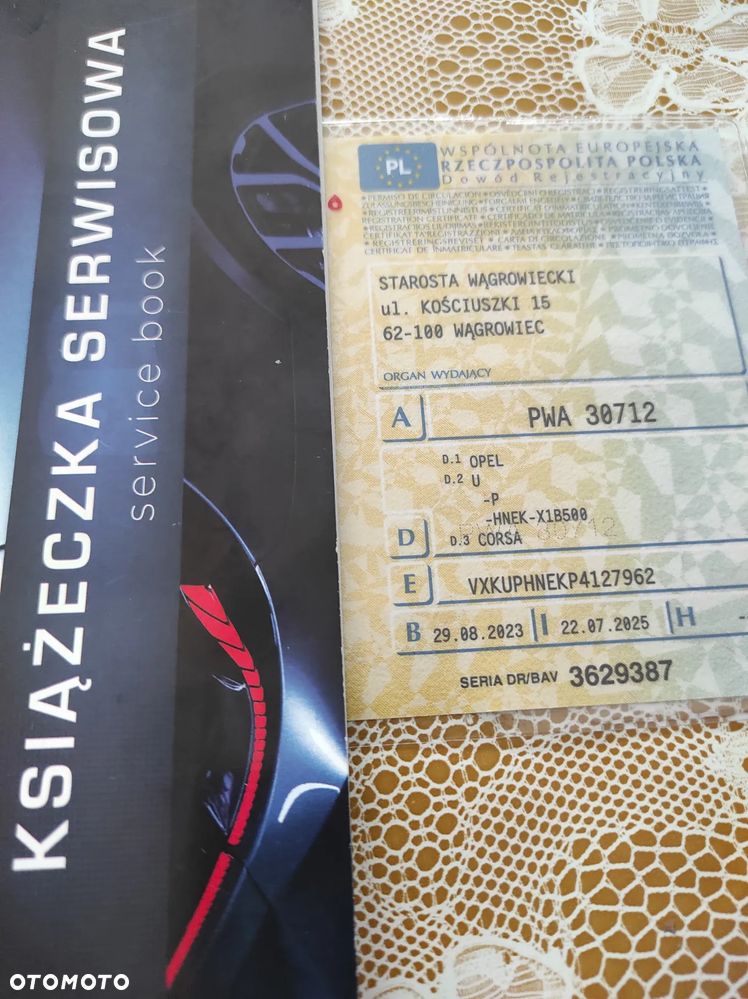 KSIĄŻECZKA SERWISOWA
service book
PL
WSPÓLNOTA EUROPEJSKA
RZECZPOSPOLITA POLSKA
Dowód Rejestracyjny
STAROSTA WĄGROWIECKI
ul. KOŚCIUSZKI 15
62-100 WĄGROWIEC
ORGAN WYDAJĄCY
A PWA 30712
D.1 OPEL
D.2 U
-P
-HNEK-X1B500
D D.3 CORSA
E VXKUPHNEKP4127962
B 29.08.2023 I 22.07.2025 H -
SERIA DR/BAV 3629387
OTOMOTO